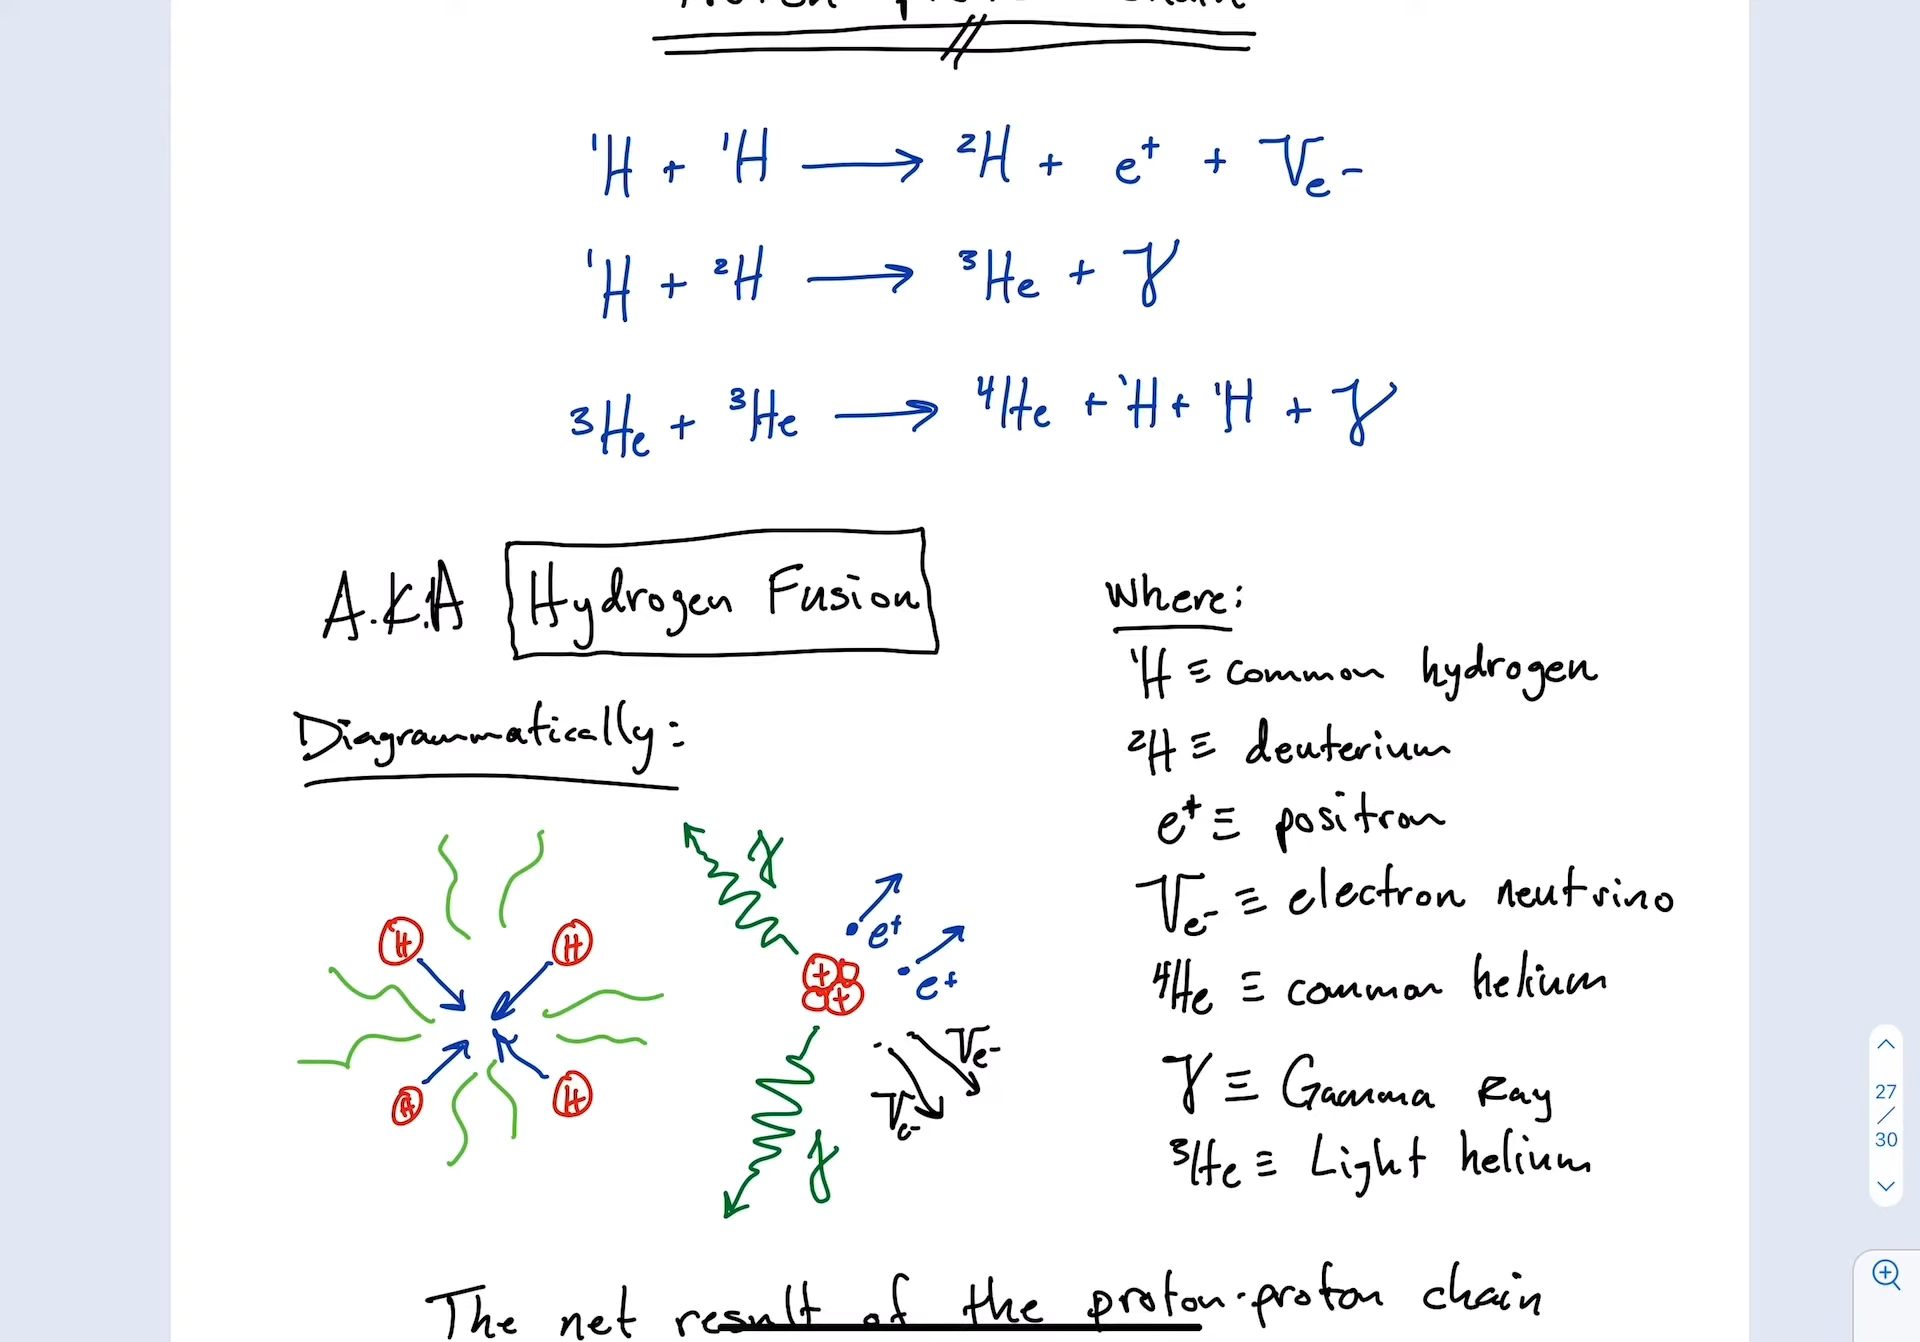 ¹H + ¹H ⟶ ²H + e⁺ + νₑ-
¹H + ²H ⟶ ³He + γ
³He + ³He ⟶ ⁴He + ¹H + ¹H + γ
A.K.A Hydrogen Fusion
Where:
¹H ≡ common hydrogen
²H ≡ deuterium
e⁺ ≡ positron
νₑ- ≡ electron neutrino
⁴He ≡ common helium
γ ≡ Gamma Ray
³He ≡ Light helium
Diagrammatically:
H
H
H
H
γ
e⁺
e⁺
+
+
νₑ-
νₑ-
γ
The net result of the proton-proton chain
27
/
30